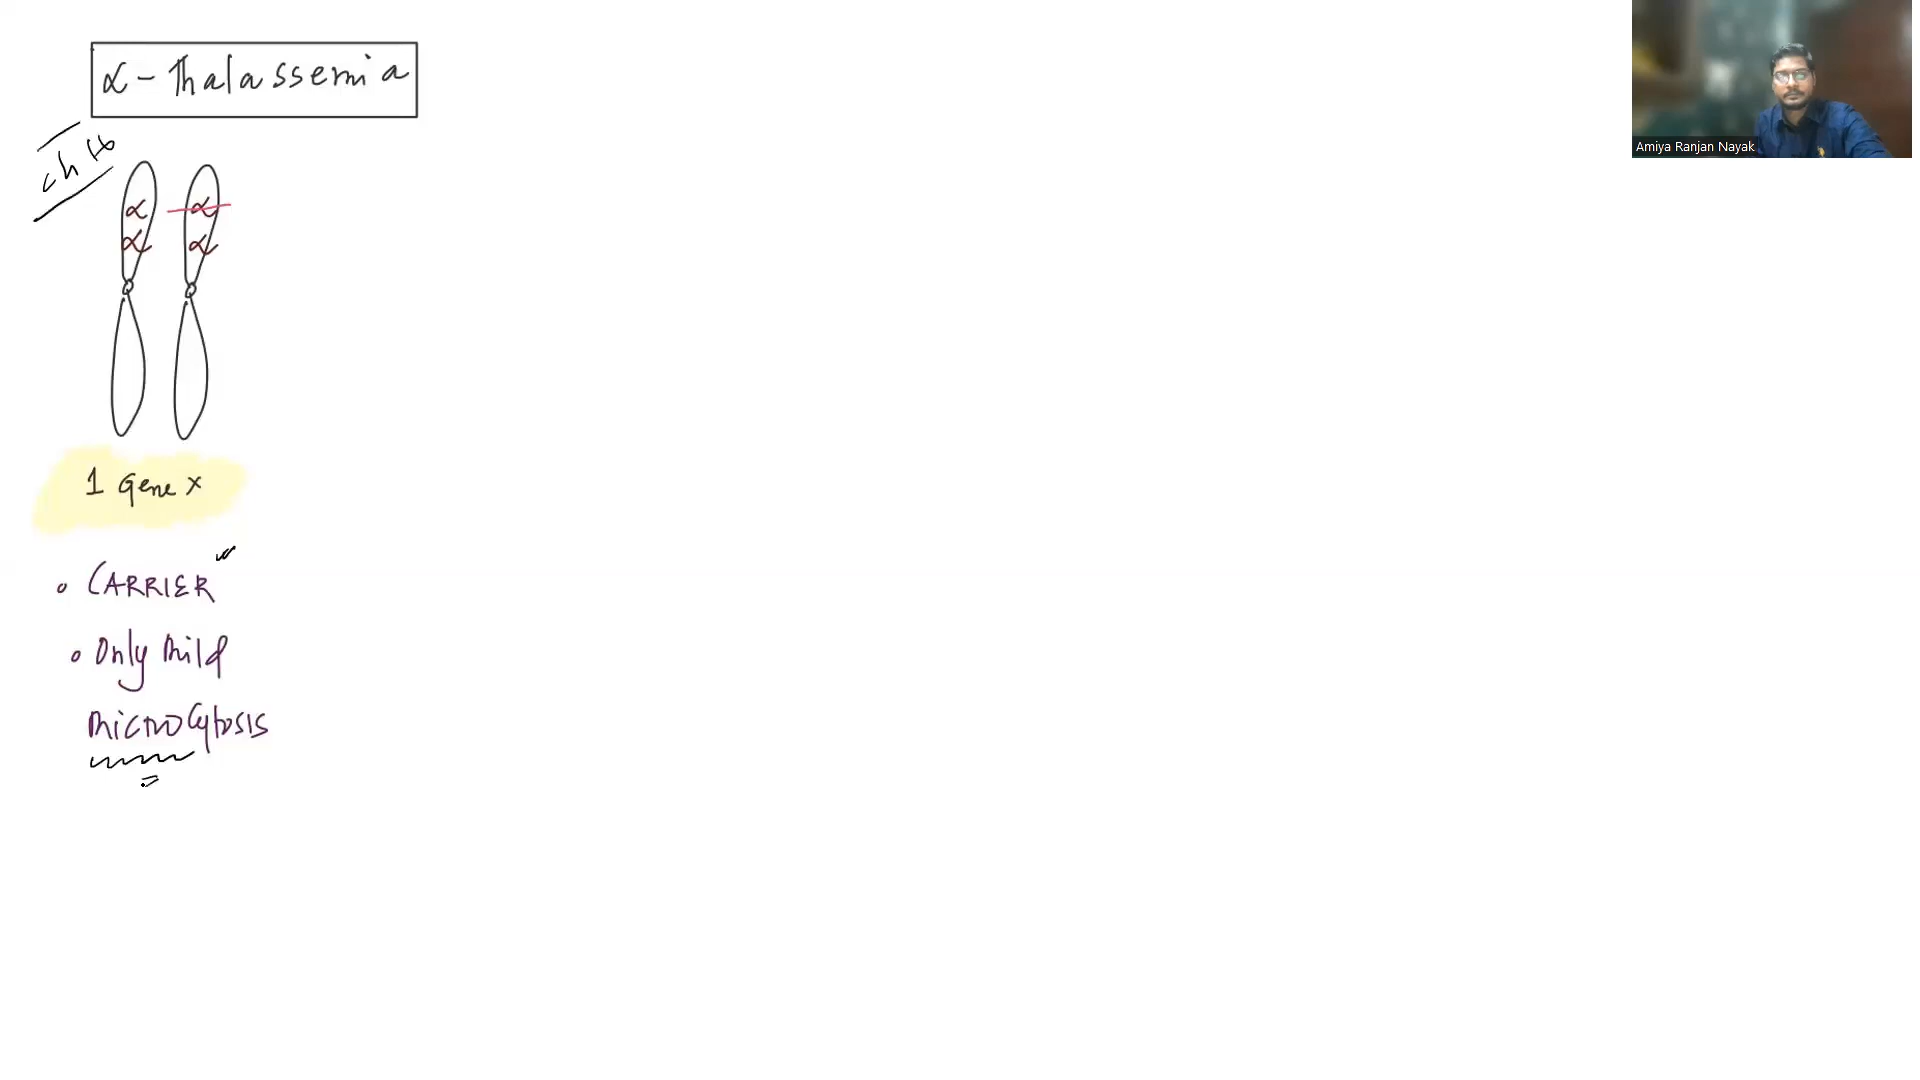 α - Thalassemia
ch 16
α α
α α
1 Gene x
CARRIER
Only Mild
Microcytosis
Amiya Ranjan Nayak